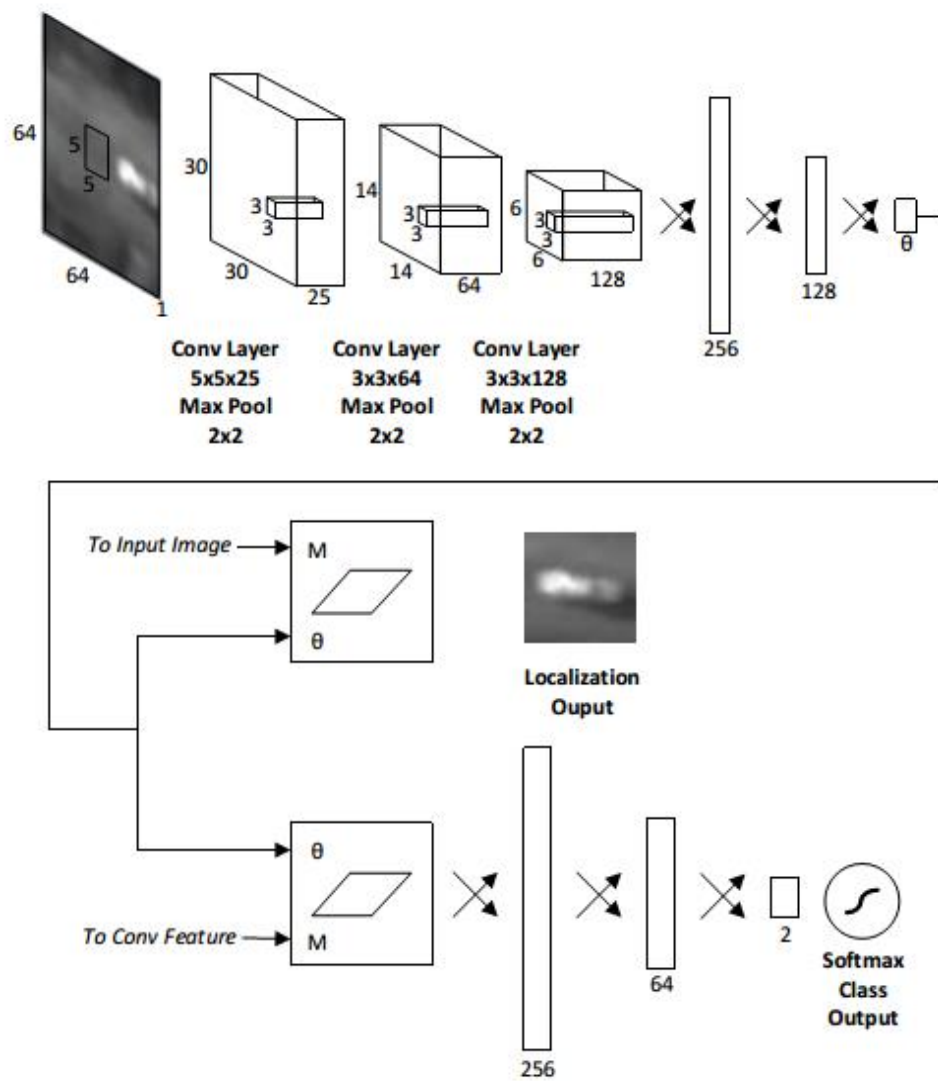 64
5
5
64
1
30
3
3
30
25
14
3
3
14
64
6
3
3
6
128
256
128
θ
Conv Layer
5x5x25
Max Pool
2x2
Conv Layer
3x3x64
Max Pool
2x2
Conv Layer
3x3x128
Max Pool
2x2
To Input Image
M
θ
Localization
Ouput
θ
To Conv Feature
M
256
64
2
Softmax
Class
Output